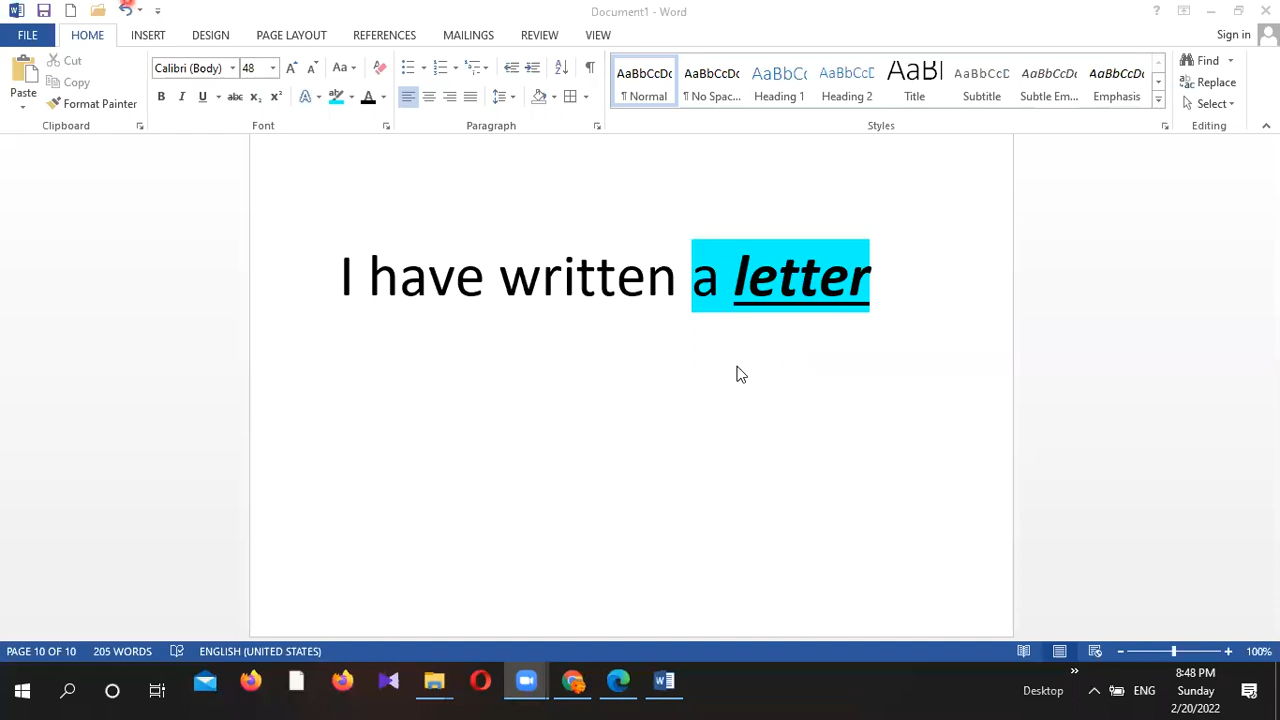 Document1 - Word
FILE HOME INSERT DESIGN PAGE LAYOUT REFERENCES MAILINGS REVIEW VIEW Sign in
Paste
Cut
Copy
Format Painter
Clipboard
Calibri (Body) 48
Font
Paragraph
AaBbCcDc AaBbCcDc AaBbCc AaBbCcD AaBl AaBbCcD AaBbCcDc AaBbCcDc
¶ Normal ¶ No Spac... Heading 1 Heading 2 Title Subtitle Subtle Em... Emphasis
Styles
Find
Replace
Select
Editing
I have written a letter
PAGE 10 OF 10 205 WORDS ENGLISH (UNITED STATES) 100%
Desktop ENG
8:48 PM
Sunday
2/20/2022